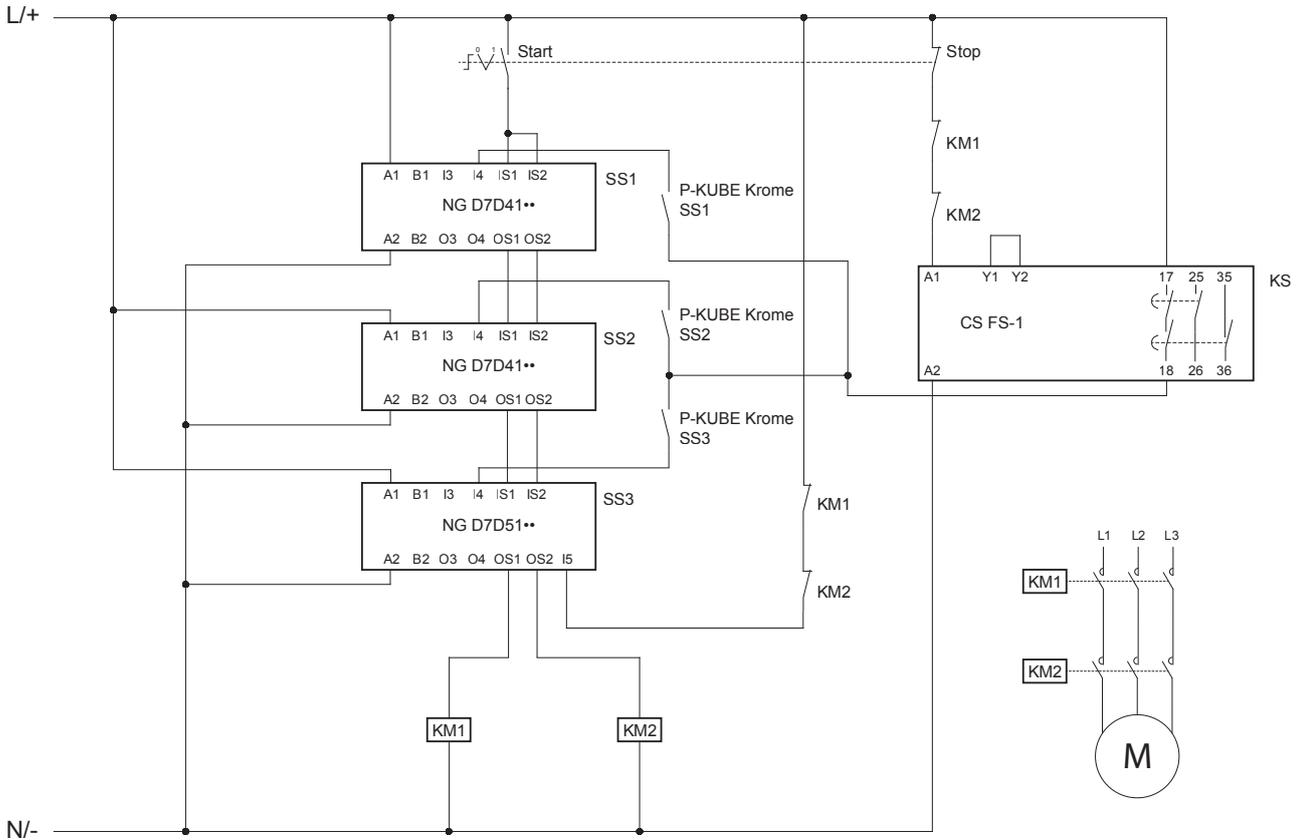 L/+
0 1 Start
Stop
KM1
A1 B1 I3 I4 IS1 IS2
SS1
P-KUBE Krome
SS1
NG D7D41••
KM2
A2 B2 O3 O4 OS1 OS2
A1 Y1 Y2 17 25 35
KS
P-KUBE Krome
SS2
A1 B1 I3 I4 IS1 IS2
SS2
CS FS-1
NG D7D41••
A2 18 26 36
A2 B2 O3 O4 OS1 OS2
P-KUBE Krome
SS3
A1 B1 I3 I4 IS1 IS2
SS3
KM1
NG D7D51••
L1 L2 L3
A2 B2 O3 O4 OS1 OS2 I5
KM1
KM2
KM2
KM1
KM2
M
N/-